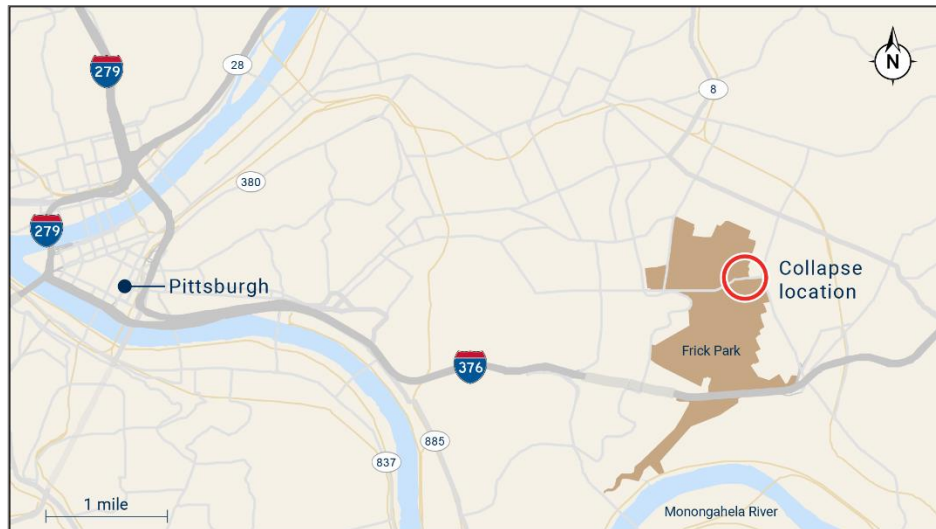 279
28
8
N
380
279
Pittsburgh
Collapse
location
Frick Park
376
885
837
1 mile
Monongahela River